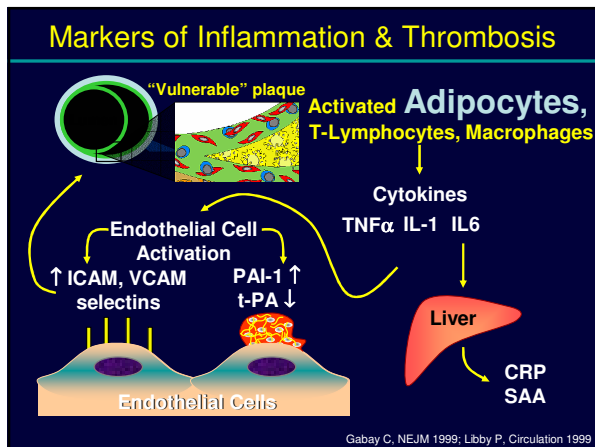 Markers of Inflammation & Thrombosis
“Vulnerable” plaque
Activated Adipocytes,
T-Lymphocytes, Macrophages
Cytokines
TNFα IL-1 IL6
Endothelial Cell
Activation
↑ ICAM, VCAM
selectins
PAI-1 ↑
t-PA ↓
Liver
CRP
SAA
Endothelial Cells
Gabay C, NEJM 1999; Libby P, Circulation 1999